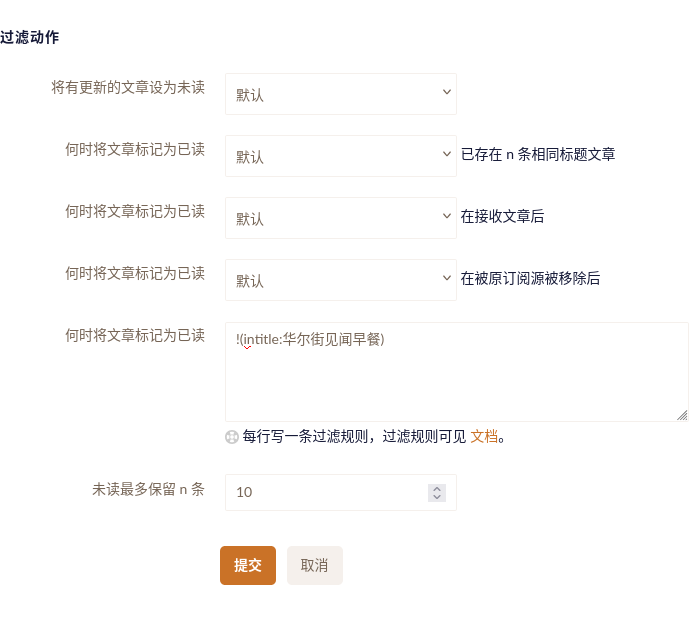 过滤动作
将有更新的文章设为未读 默认
何时将文章标记为已读 默认 已存在 n 条相同标题文章
何时将文章标记为已读 默认 在接收文章后
何时将文章标记为已读 默认 在被原订阅源被移除后
何时将文章标记为已读 !(intitle:华尔街见闻早餐)
每行写一条过滤规则，过滤规则可见 文档。
未读最多保留 n 条 10
提交 取消